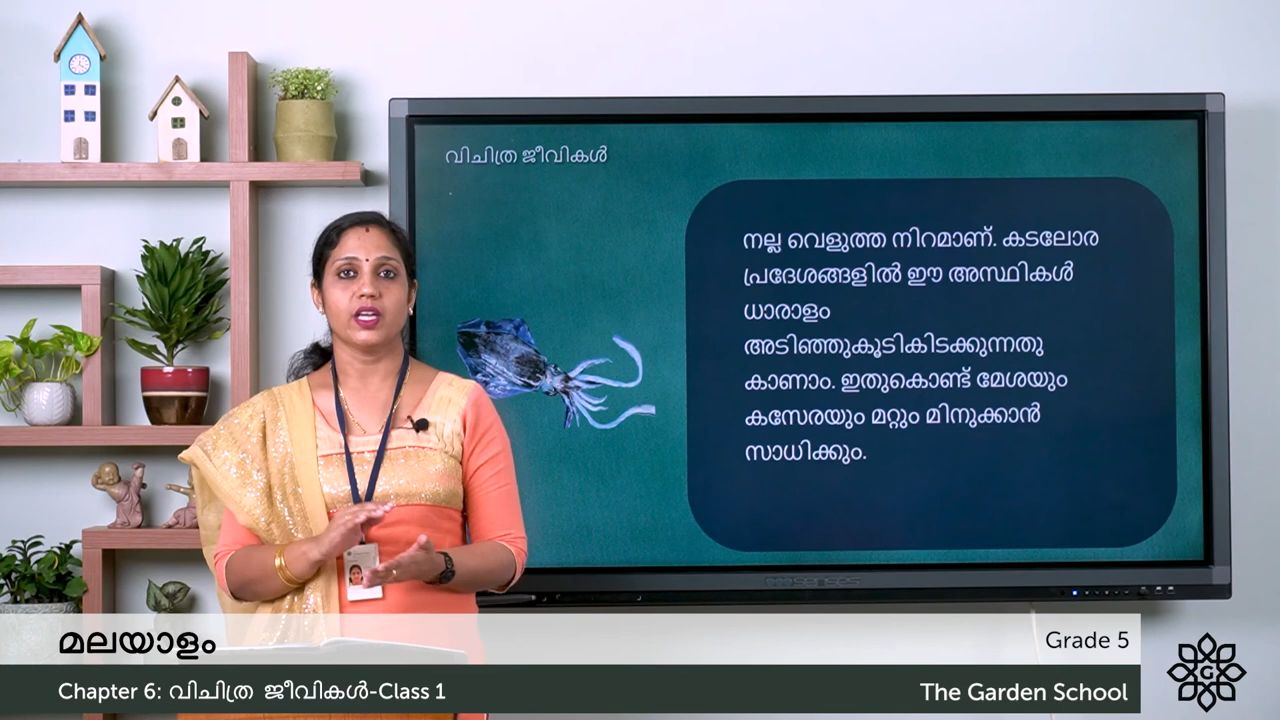 വിചിത്ര ജീവികൾ
നല്ല വെളുത്ത നിറമാണ്. കടലോര
പ്രദേശങ്ങളിൽ ഈ അസ്ഥികൾ
ധാരാളം
അടിഞ്ഞുകൂടികിടക്കുന്നതു
കാണാം. ഇതുകൊണ്ട് മേശയും
കസേരയും മറ്റും മിനുക്കാൻ
സാധിക്കും.
മലയാളം
Grade 5
Chapter 6: വിചിത്ര ജീവികൾ-Class 1
The Garden School
G